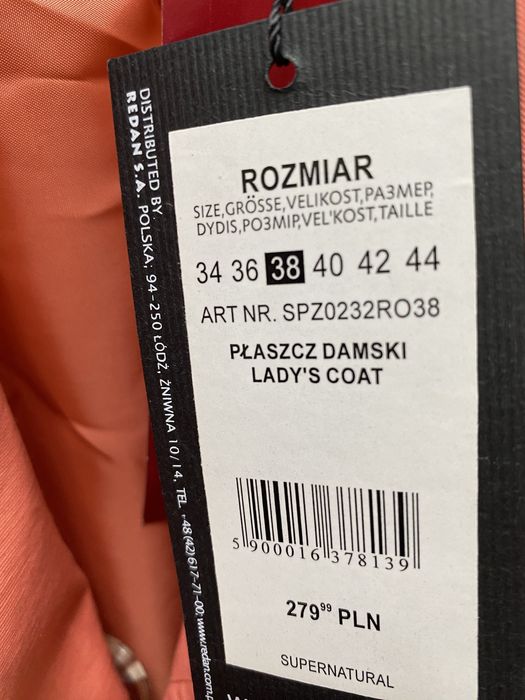 DISTRIBUTED BY
REDAN S.A. POLSKA; 94-250 ŁÓDŹ, ŻNIWNA 10/14, TEL +48(42)617-71-00; www.redan.com
ROZMIAR
SIZE,GRÖSSE,VELIKOST,РАЗМЕР,
DYDIS,РОЗМІР,VEL'KOST,TAILLE
34 36 38 40 42 44
ART NR. SPZ0232RO38
PŁASZCZ DAMSKI
LADY'S COAT
5 900016 378139
279⁹⁹ PLN
SUPERNATURAL